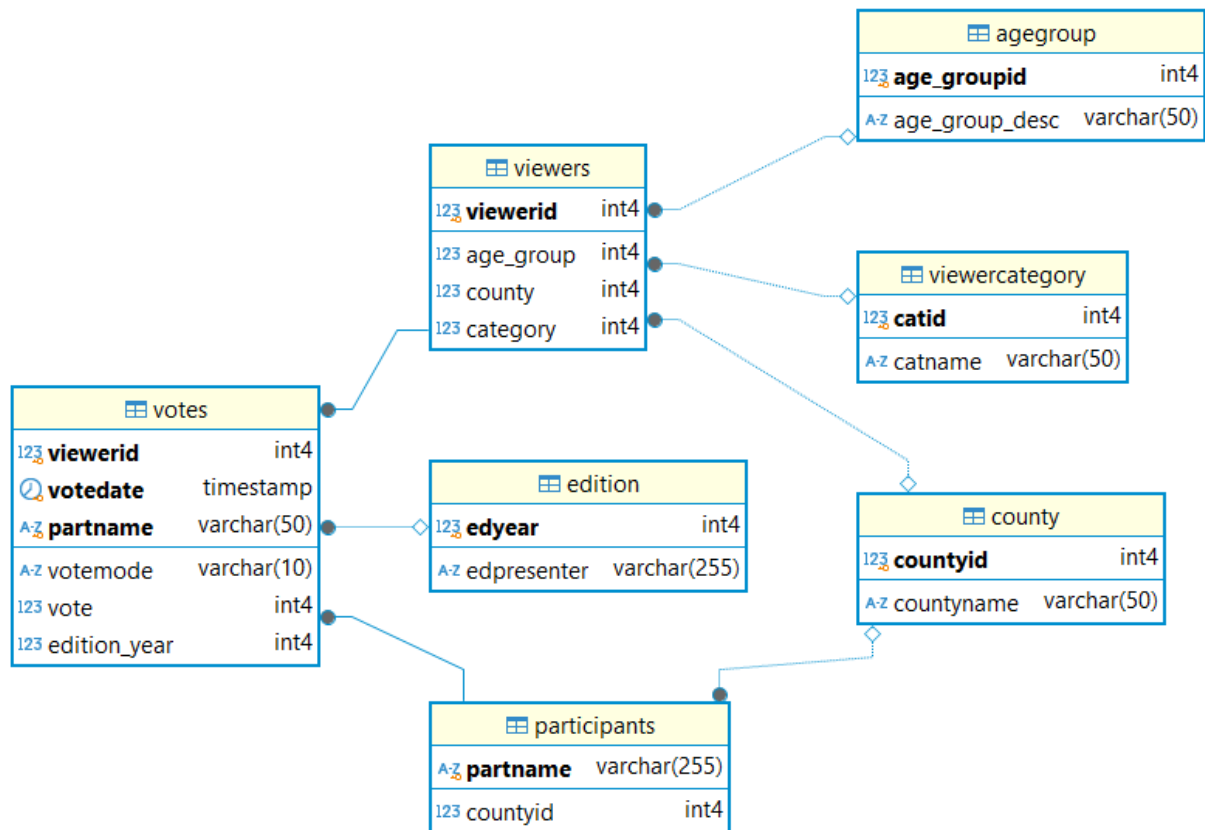 agegroup
123 age_groupid int4
A-Z age_group_desc varchar(50)
viewers
123 viewerid int4
123 age_group int4
123 county int4
123 category int4
viewercategory
123 catid int4
A-Z catname varchar(50)
votes
123 viewerid int4
votedate timestamp
A-Z partname varchar(50)
A-Z votemode varchar(10)
123 vote int4
123 edition_year int4
edition
123 edyear int4
A-Z edpresenter varchar(255)
county
123 countyid int4
A-Z countyname varchar(50)
participants
A-Z partname varchar(255)
123 countyid int4